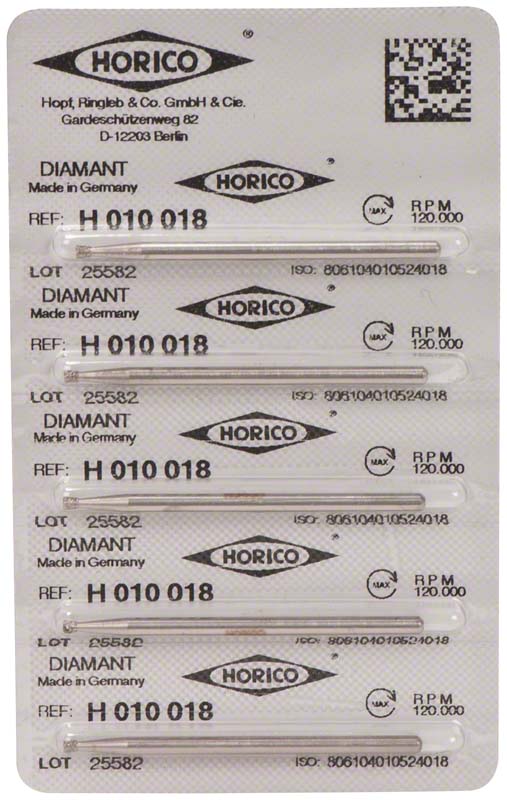 HORICO®
Hopf, Ringleb & Co. GmbH & Cie.
Gardeschützenweg 82
D-12203 Berlin
DIAMANT
Made in Germany
HORICO®
REF: H 010 018
MAX
RPM
120.000
LOT 25582
ISO: 806104010524018
DIAMANT
Made in Germany
HORICO®
REF: H 010 018
MAX
RPM
120.000
LOT 25582
ISO: 806104010524018
DIAMANT
Made in Germany
HORICO®
REF: H 010 018
MAX
RPM
120.000
LOT 25582
ISO: 806104010524018
DIAMANT
Made in Germany
HORICO®
REF: H 010 018
MAX
RPM
120.000
LOT 25582
ISO: 806104010524018
DIAMANT
Made in Germany
HORICO®
REF: H 010 018
MAX
RPM
120.000
LOT 25582
ISO: 806104010524018